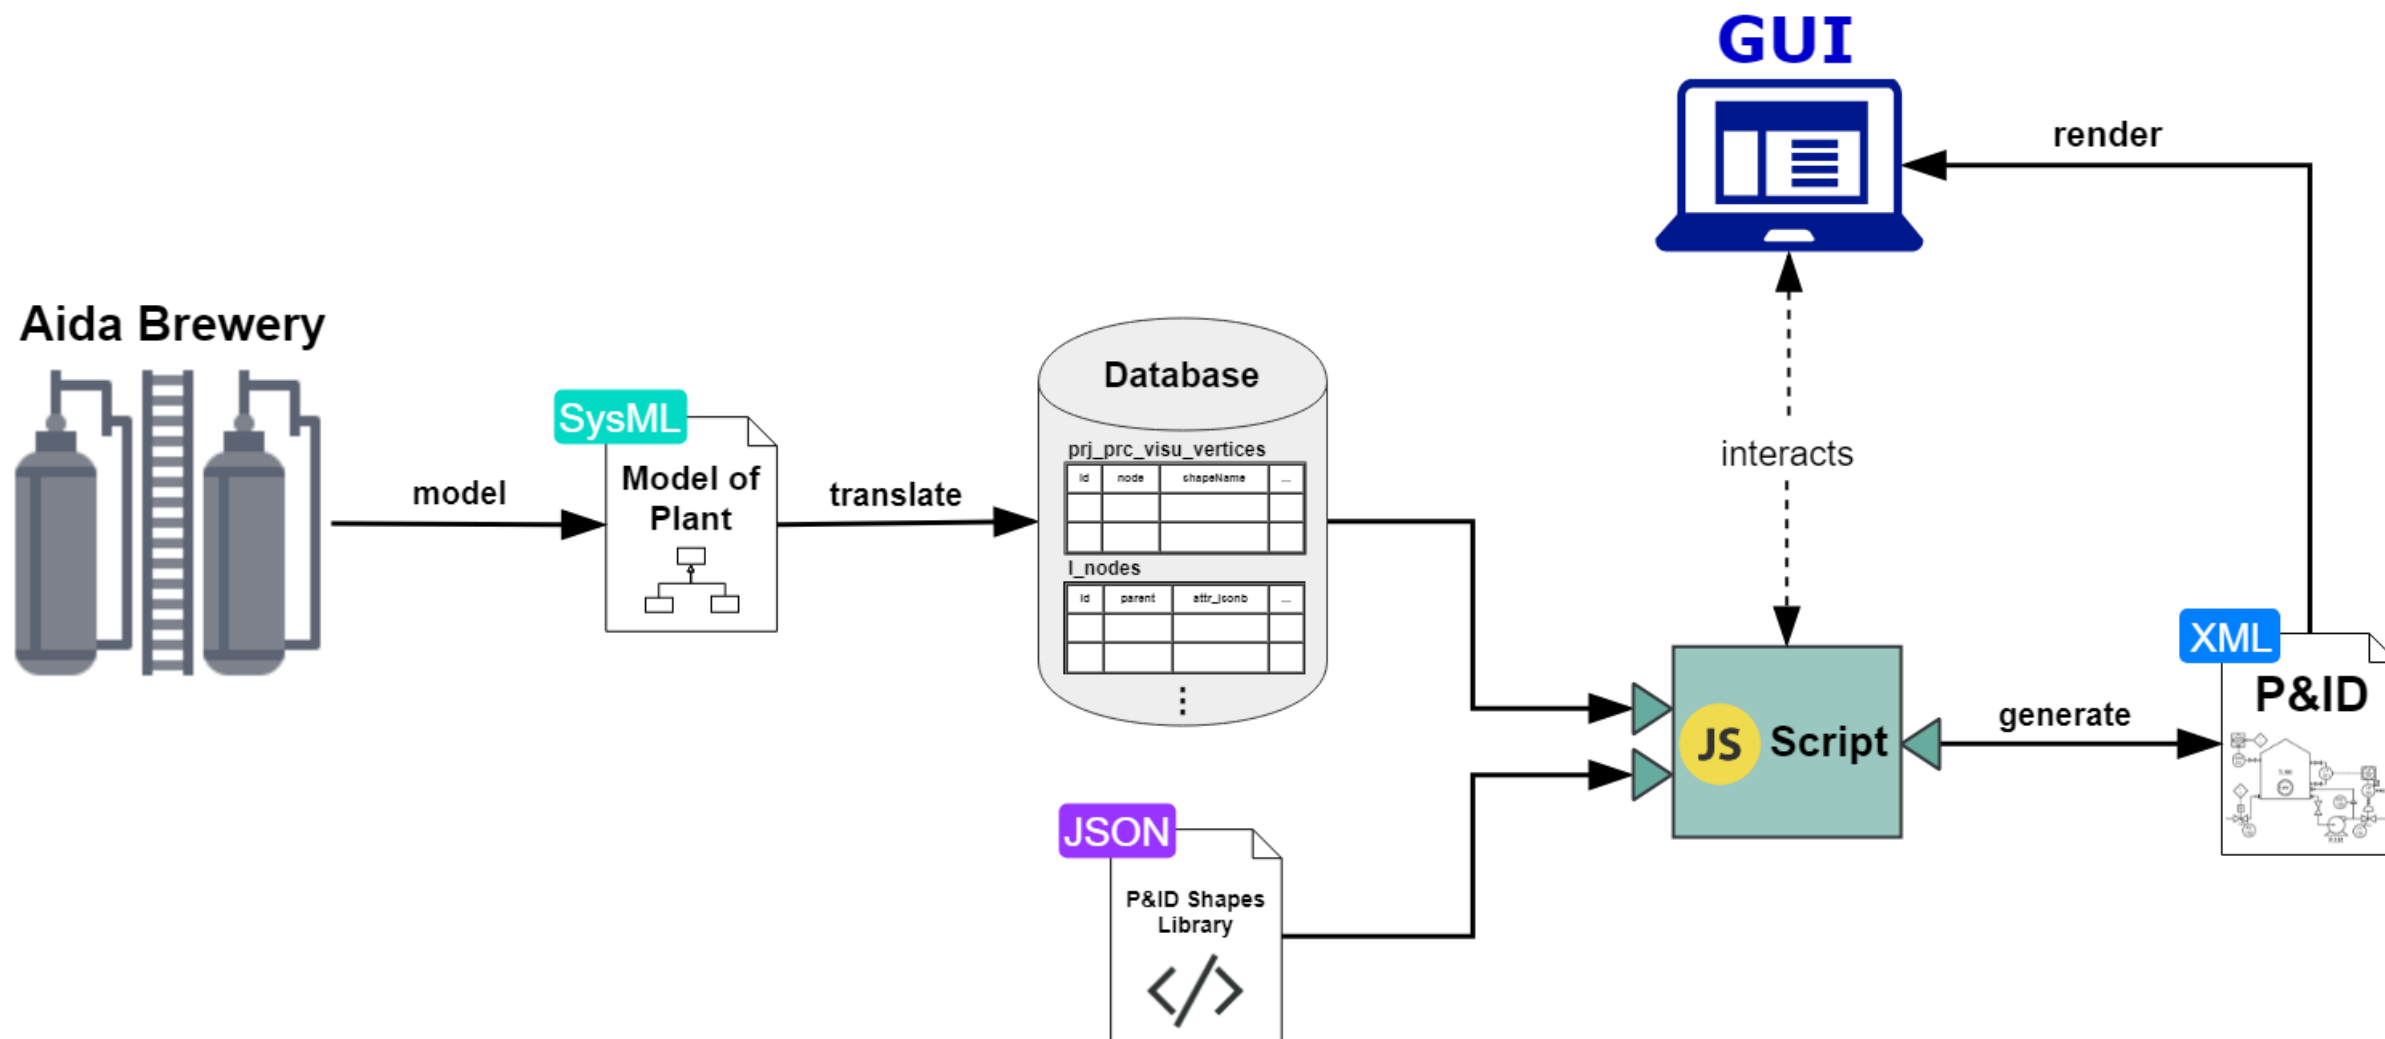 GUI
render
Aida Brewery
SysML
Model of
Plant
model
translate
Database
prj_prc_visu_vertices
id node shapeName ...
l_nodes
id parent attr_jsonb ...
interacts
JS Script
generate
XML
P&ID
JSON
P&ID Shapes
Library
</>